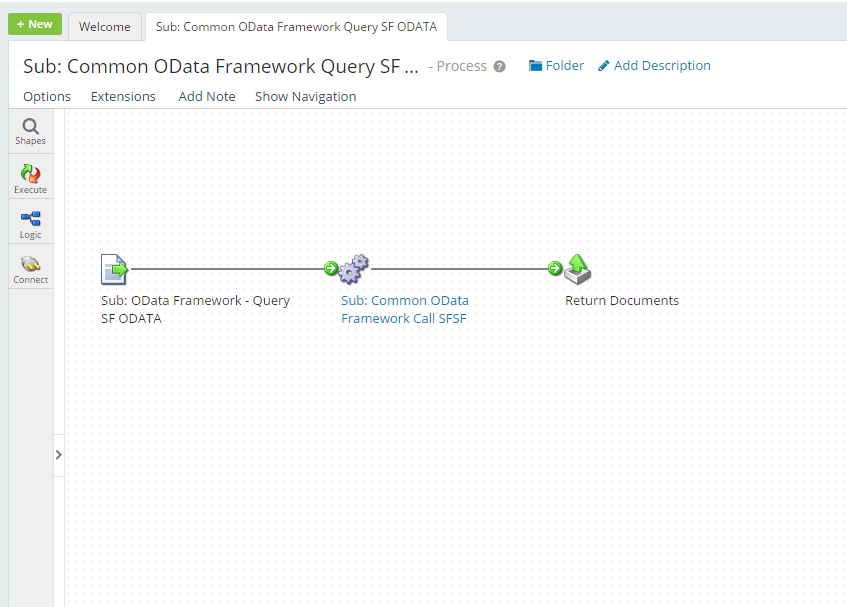 + New
Welcome
Sub: Common OData Framework Query SF ODATA
Sub: Common OData Framework Query SF ... - Process ? Folder Add Description
Options Extensions Add Note Show Navigation
Shapes
Execute
Logic
Connect
Sub: OData Framework - Query
SF ODATA
Sub: Common OData
Framework Call SFSF
Return Documents